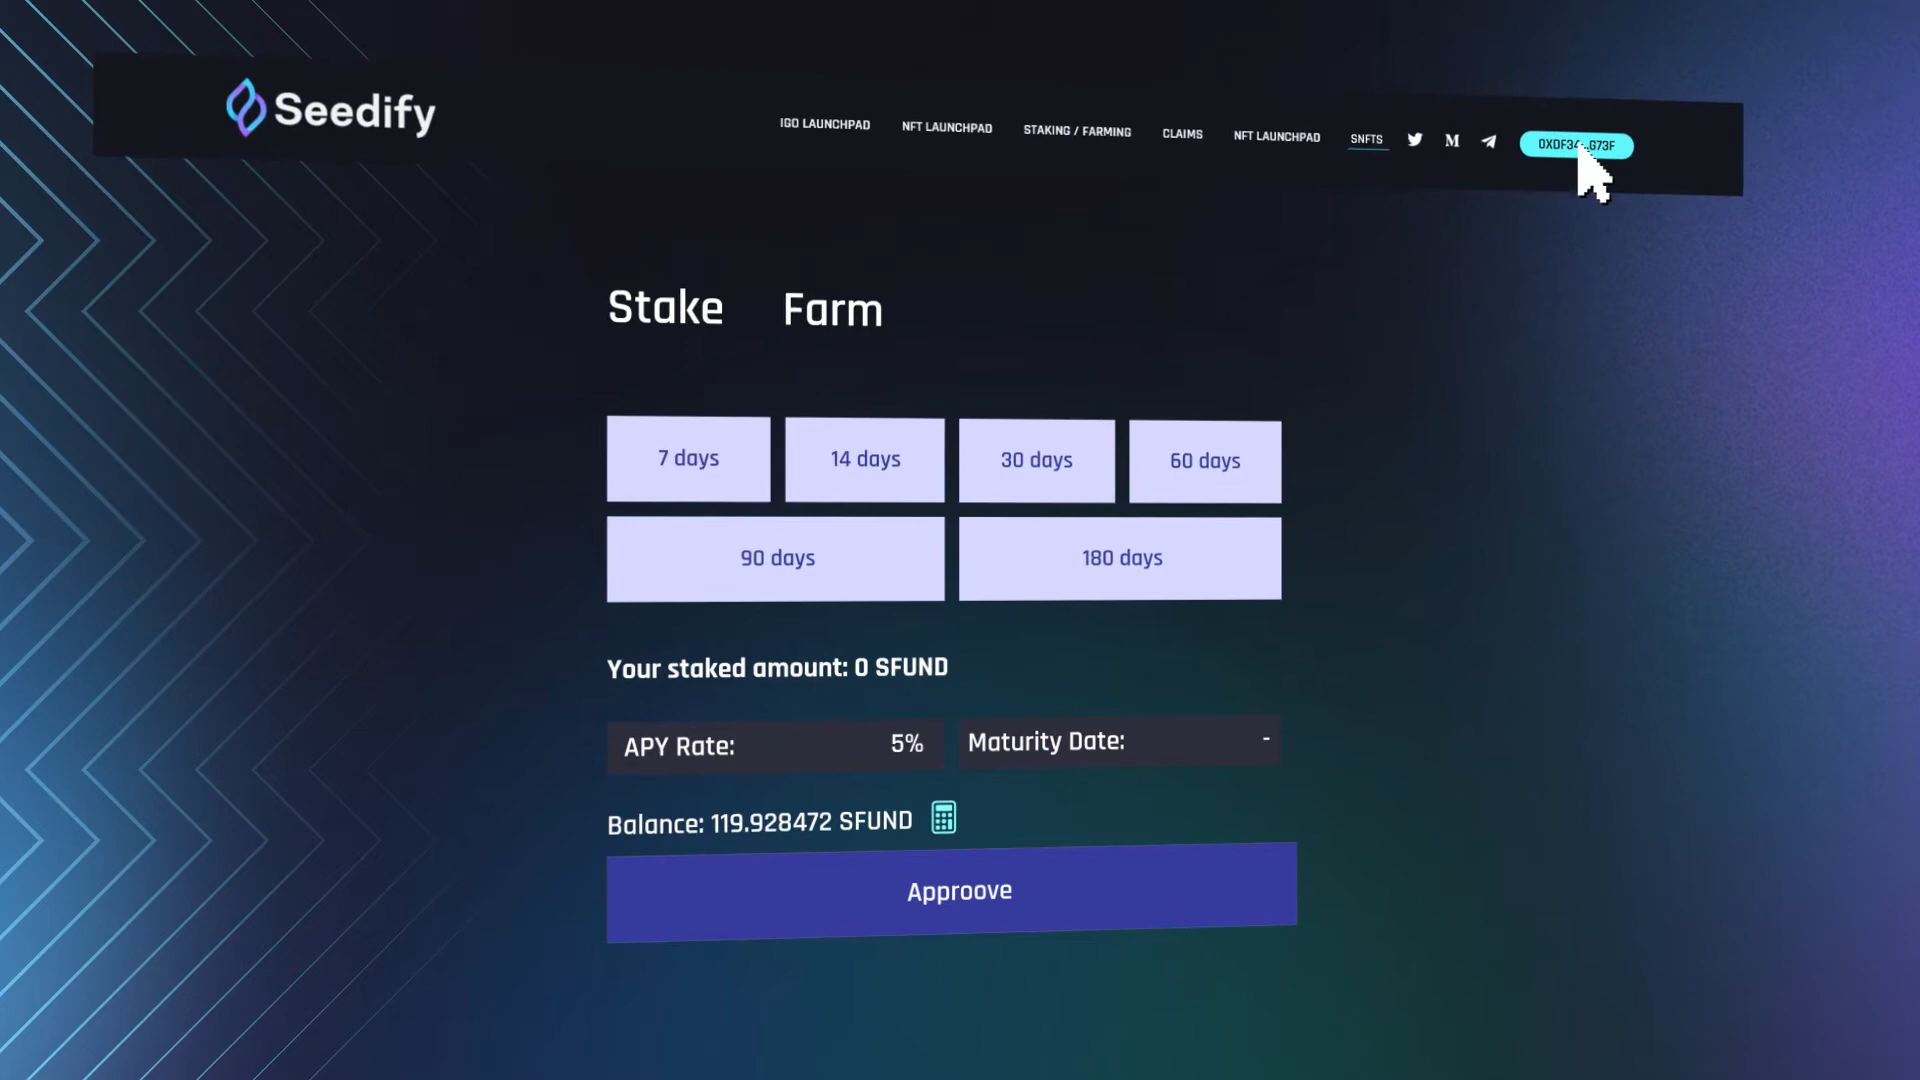 Seedify
IGO LAUNCHPAD NFT LAUNCHPAD STAKING / FARMING CLAIMS NFT LAUNCHPAD SNFTS M
Stake Farm
7 days 14 days 30 days 60 days
90 days 180 days
Your staked amount: 0 SFUND
APY Rate: 5% Maturity Date: -
Balance: 119.928472 SFUND
Approove